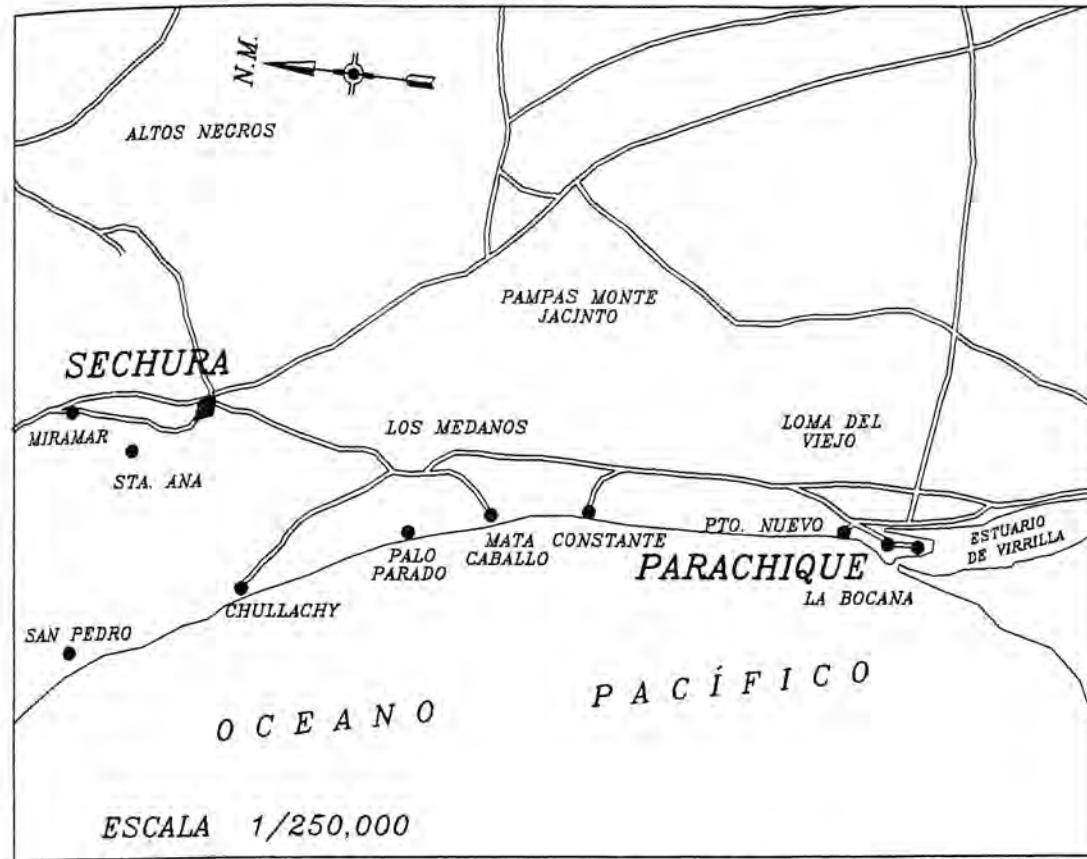 N.M.
ALTOS NEGROS
PAMPAS MONTE
JACINTO
SECHURA
MIRAMAR
STA. ANA
LOS MEDANOS
LOMA DEL
VIEJO
PALO
PARADO
MATA
CABALLO
CONSTANTE
PTO. NUEVO
PARACHIQUE
ESTUARIO
DE VIRRILLA
LA BOCANA
CHULLACHY
SAN PEDRO
OCEANO PACÍFICO
ESCALA 1/250,000